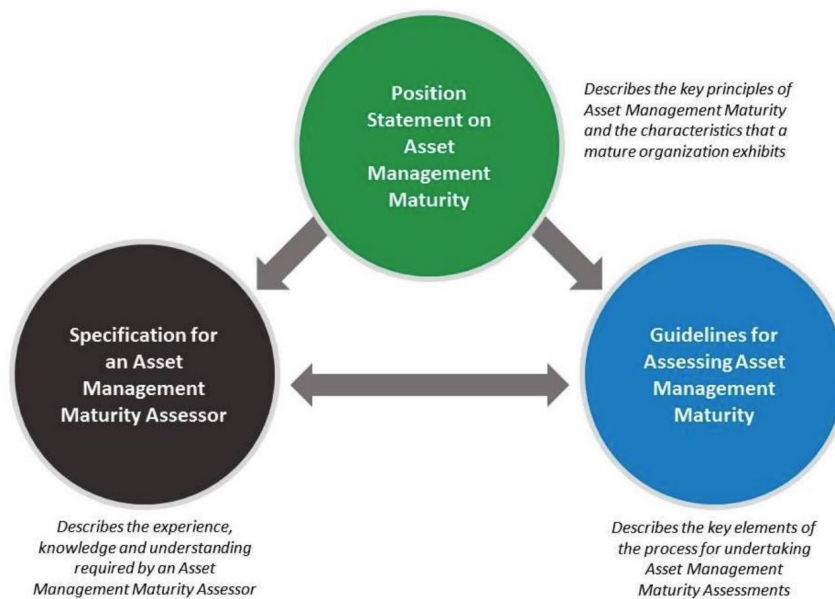 Position
Statement on
Asset
Management
Maturity
Describes the key principles of
Asset Management Maturity
and the characteristics that a
mature organization exhibits
Specification for
an Asset
Management
Maturity Assessor
Guidelines for
Assessing Asset
Management
Maturity
Describes the experience,
knowledge and understanding
required by an Asset
Management Maturity Assessor
Describes the key elements of
the process for undertaking
Asset Management
Maturity Assessments